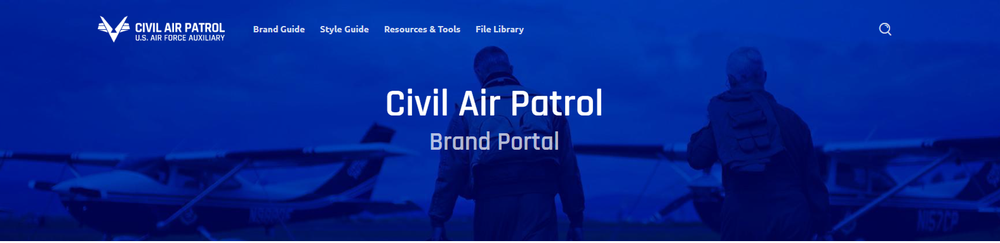 CIVIL AIR PATROL
U.S. AIR FORCE AUXILIARY
Brand Guide Style Guide Resources & Tools File Library
Civil Air Patrol
Brand Portal
N157CP